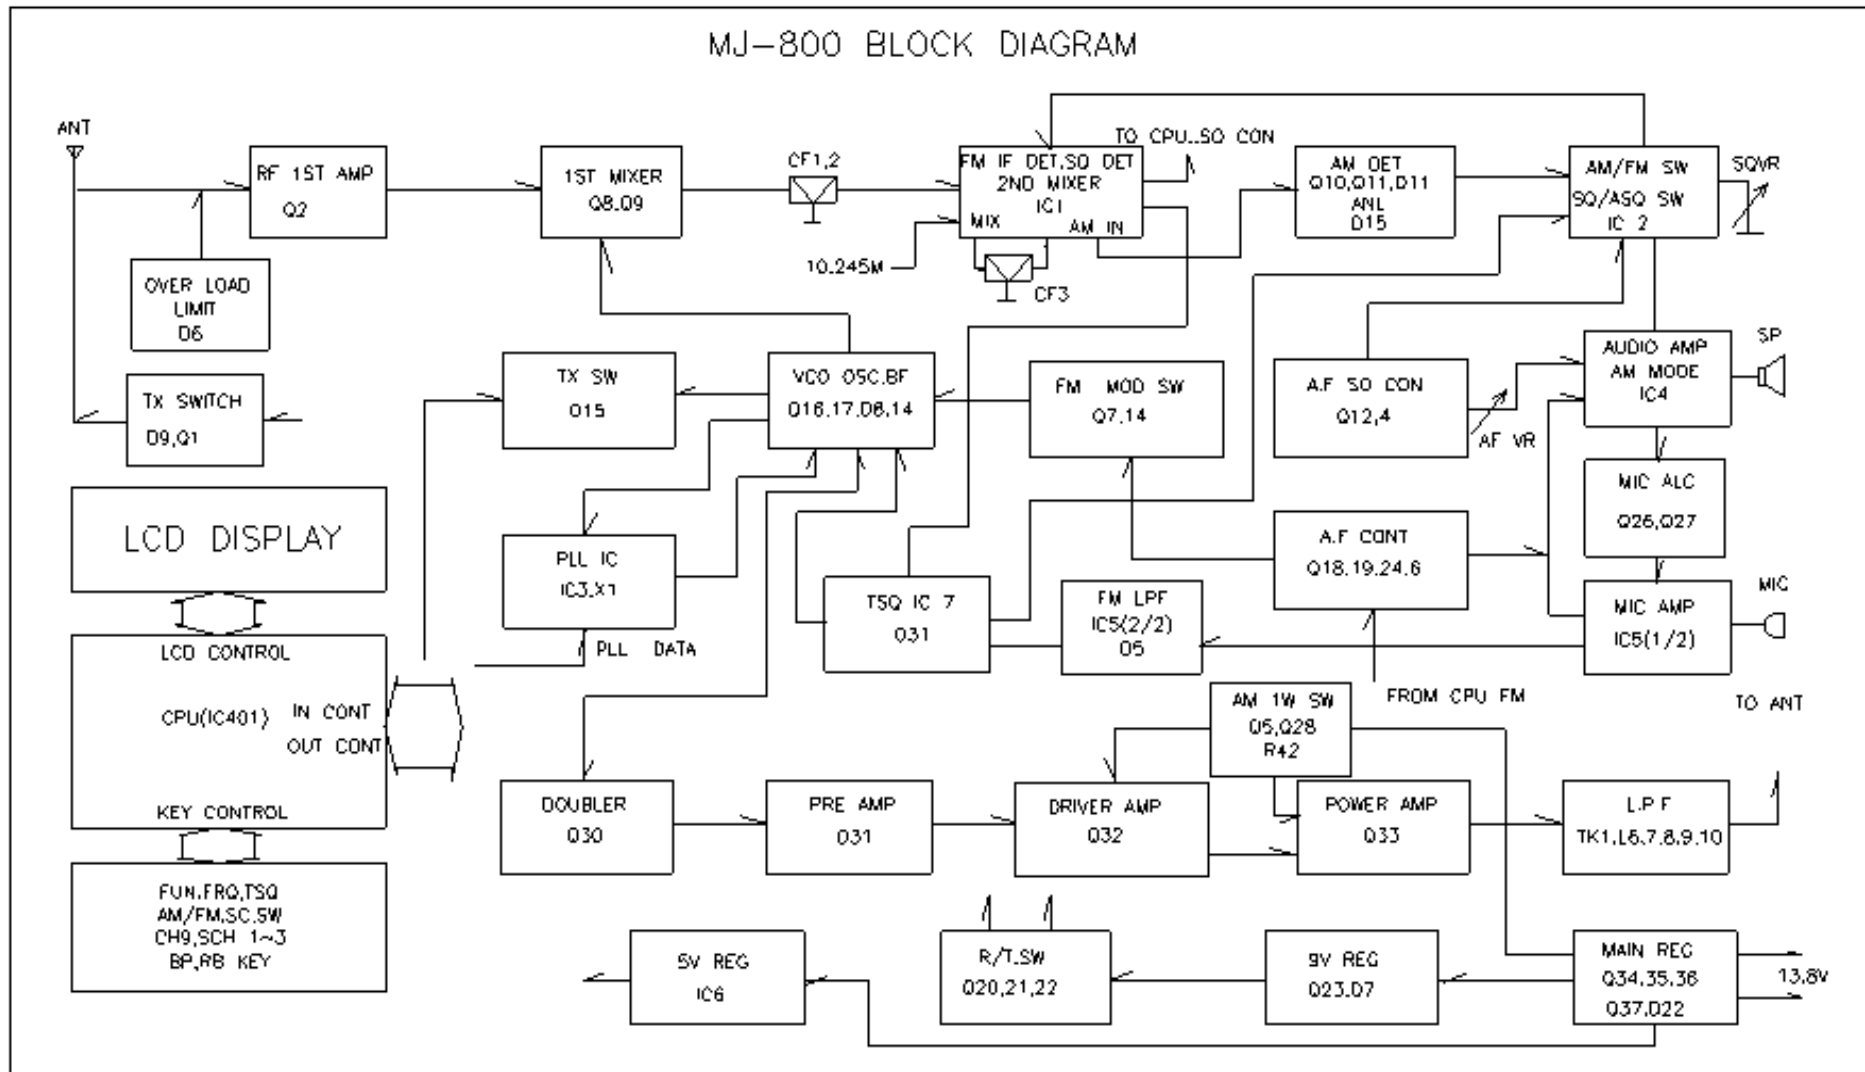 MJ-800 BLOCK DIAGRAM
ANT
RF 1ST AMP
Q2
1ST MIXER
Q8.Q9
CF1,2
FM IF DET.SQ DET
2ND MIXER
IC1
MIX
AM IN
TO CPU..SQ CON
AM DET
Q10,Q11,D11
ANL
D15
AM/FM SW
SQ/ASQ SW
IC 2
SQVR
OVER LOAD
LIMIT
D6
10.245M
CF3
TX SWITCH
D9,Q1
TX SW
Q15
VCO OSC.BF
Q16.17.D8,14
FM MOD SW
Q7,14
A.F SQ CON
Q12,4
AF VR
AUDIO AMP
AM MODE
IC4
SP
LCD DISPLAY
PLL IC
IC3.X1
PLL DATA
TSQ IC 7
Q31
FM LPF
IC5(2/2)
Q5
A.F CONT
Q18.19.24.6
MIC ALC
Q26,Q27
MIC AMP
IC5(1/2)
MIC
LCD CONTROL
CPU(IC401)
IN CONT
OUT CONT
KEY CONTROL
AM 1W SW
Q5,Q28
R42
FROM CPU FM
TO ANT
DOUBLER
Q30
PRE AMP
Q31
DRIVER AMP
Q32
POWER AMP
Q33
L.P F
TK1,L6,7.8,9.10
FUN.FRQ,TSQ
AM/FM,SC.SW
CH9,SCH 1~3
BP,RB KEY
5V REG
IC6
R/T.SW
Q20,21,22
9V REG
Q23.D7
MAIN REG
Q34,35,36
Q37,D22
13.8V